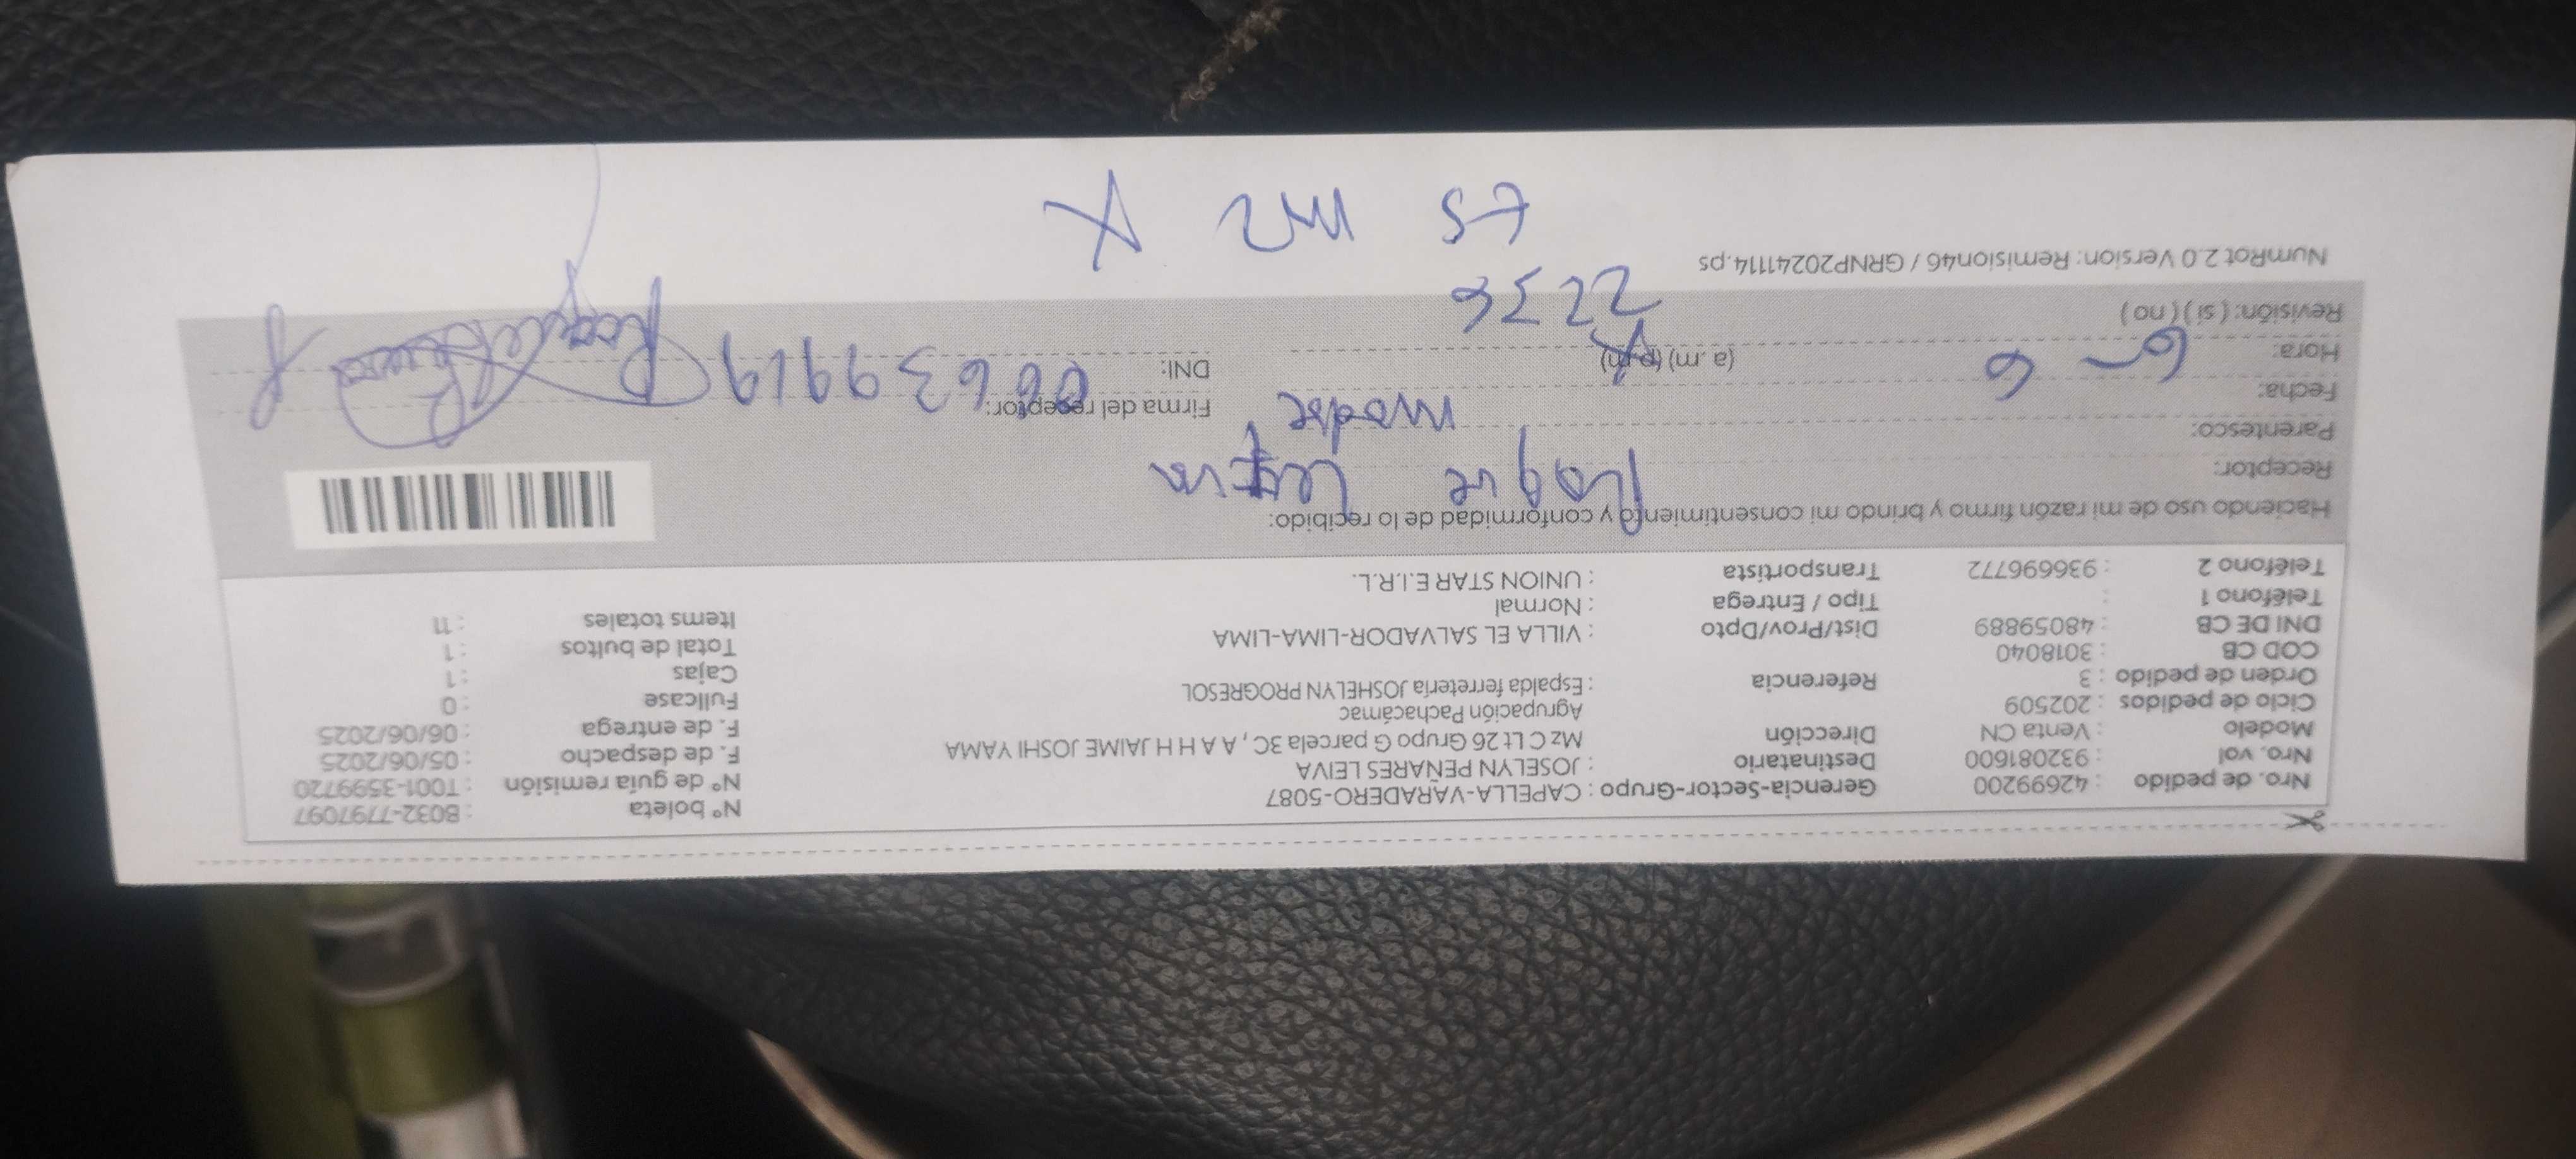 Nro. de pedido : 42699200
Nro. vol : 932081600
Modelo : Venta CN
Ciclo de pedidos : 202509
Orden de pedido : 3
COD CB : 3018040
DNI DE CB : 48059889
Teléfono 1 :
Teléfono 2 : 936696772
Gerencia-Sector-Grupo : CAPELLA-VARADERO-5087
Destinatario : JOSELYN PEÑARES LEIVA
Dirección Mz C Lt 26 Grupo G parcela 3C, A A H H JAIME JOSHI YAMA
Agrupación Pachacámac
Referencia : Espalda ferretería JOSHELYN PROGRESOL
Dist/Prov/Dpto : VILLA EL SALVADOR-LIMA-LIMA
Tipo / Entrega : Normal
Transportista : UNION STAR E.I.R.L.
N° boleta : B032-7797097
N° de guía remisión : T001-3599720
F. de despacho : 05/06/2025
F. de entrega : 06/06/2025
Fullcase : 0
Cajas : 1
Total de bultos : 1
Items totales : 11
Haciendo uso de mi razón firmo y brindo mi consentimiento y conformidad de lo recibido:
Receptor: Roque
Parentesco: madre
Fecha: 6 - 6
Hora: (a. m) (p.m)
Revisión: ( si ) ( no )
Firma del receptor:
DNI:
2236
NumRot 2.0 Version: Remision46 / GRNP20241114.ps